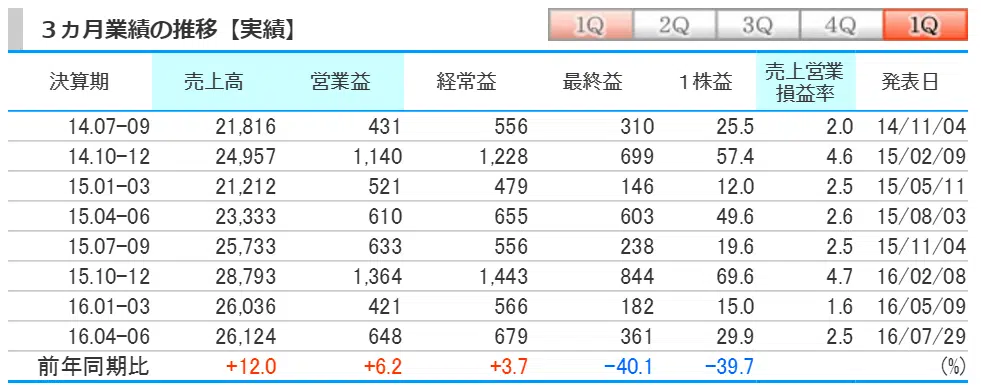 ３ヵ月業績の推移【実績】 1Q 2Q 3Q 4Q 1Q
決算期 売上高 営業益 経常益 最終益 １株益 売上営業損益率 発表日
14.07-09 21,816 431 556 310 25.5 2.0 14/11/04
14.10-12 24,957 1,140 1,228 699 57.4 4.6 15/02/09
15.01-03 21,212 521 479 146 12.0 2.5 15/05/11
15.04-06 23,333 610 655 603 49.6 2.6 15/08/03
15.07-09 25,733 633 556 238 19.6 2.5 15/11/04
15.10-12 28,793 1,364 1,443 844 69.6 4.7 16/02/08
16.01-03 26,036 421 566 182 15.0 1.6 16/05/09
16.04-06 26,124 648 679 361 29.9 2.5 16/07/29
前年同期比 +12.0 +6.2 +3.7 -40.1 -39.7 (%)